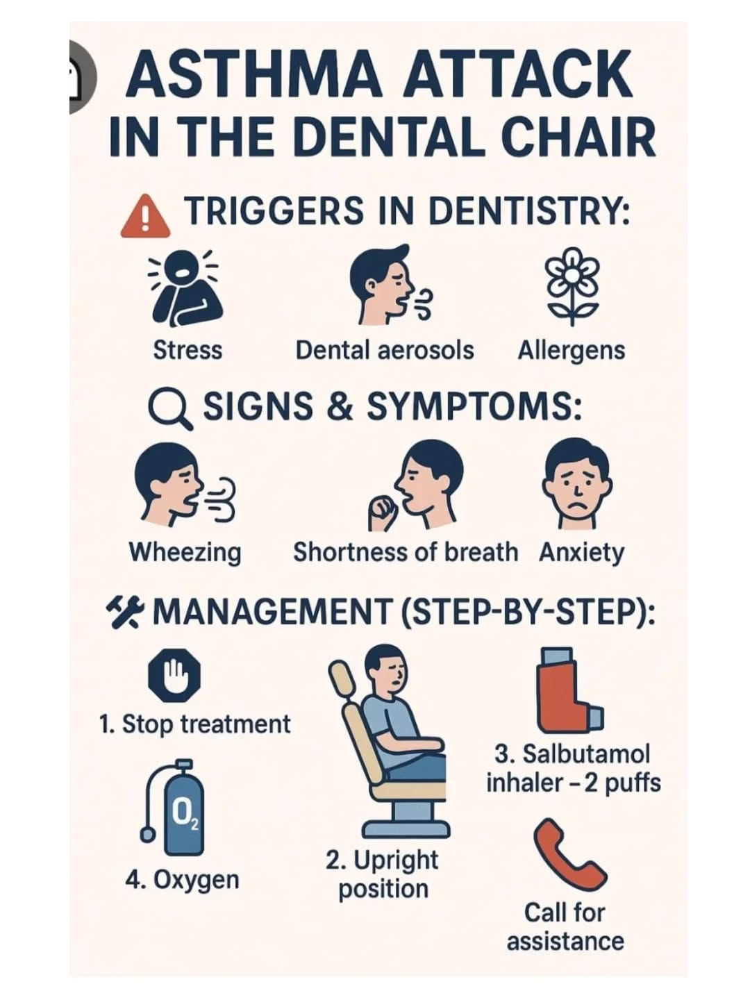 ASTHMA ATTACK
IN THE DENTAL CHAIR
TRIGGERS IN DENTISTRY:
Stress
Dental aerosols
Allergens
SIGNS & SYMPTOMS:
Wheezing
Shortness of breath
Anxiety
MANAGEMENT (STEP-BY-STEP):
1. Stop treatment
2. Upright
position
3. Salbutamol
inhaler – 2 puffs
O2
4. Oxygen
Call for
assistance